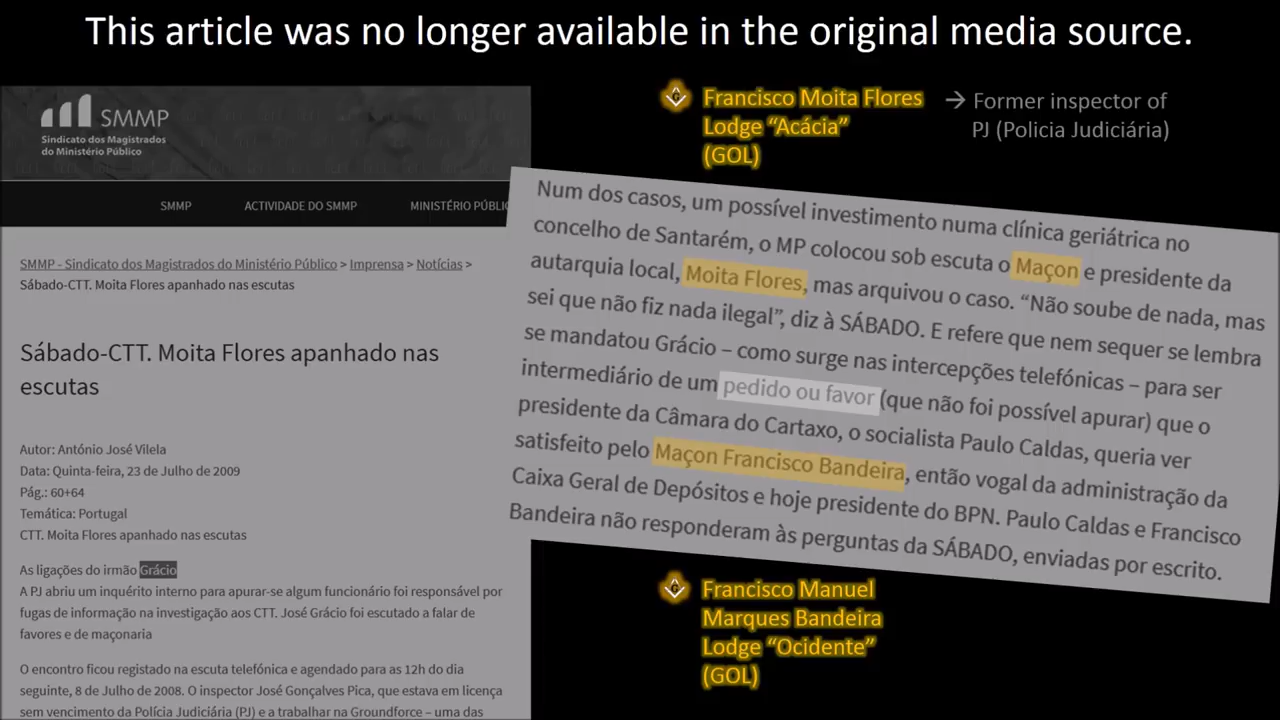 This article was no longer available in the original media source.
SMMP
Sindicato dos Magistrados
do Ministério Público
SMMP ACTIVIDADE DO SMMP MINISTÉRIO PÚBLIC
SMMP - Sindicato dos Magistrados do Ministério Público > Imprensa > Notícias >
Sábado-CTT. Moita Flores apanhado nas escutas
Sábado-CTT. Moita Flores apanhado nas
escutas
Autor: António José Vilela
Data: Quinta-feira, 23 de Julho de 2009
Pág.: 60+64
Temática: Portugal
CTT. Moita Flores apanhado nas escutas
As ligações do irmão Grácio
A PJ abriu um inquérito interno para apurar-se algum funcionário foi responsável por
fugas de informação na investigação aos CTT. José Grácio foi escutado a falar de
favores e de maçonaria
O encontro ficou registado na escuta telefónica e agendado para as 12h do dia
seguinte, 8 de Julho de 2008. O inspector José Gonçalves Pica, que estava em licença
sem vencimento da Polícia Judiciária (PJ) e a trabalhar na Groundforce – uma das
Francisco Moita Flores
Lodge “Acácia”
(GOL)
→ Former inspector of
PJ (Policia Judiciária)
Num dos casos, um possível investimento numa clínica geriátrica no
concelho de Santarém, o MP colocou sob escuta o Maçon e presidente da
autarquia local, Moita Flores, mas arquivou o caso. “Não soube de nada, mas
sei que não fiz nada ilegal”, diz à SÁBADO. E refere que nem sequer se lembra
se mandatou Grácio – como surge nas intercepções telefónicas – para ser
intermediário de um pedido ou favor (que não foi possível apurar) que o
presidente da Câmara do Cartaxo, o socialista Paulo Caldas, queria ver
satisfeito pelo Maçon Francisco Bandeira, então vogal da administração da
Caixa Geral de Depósitos e hoje presidente do BPN. Paulo Caldas e Francisco
Bandeira não responderam às perguntas da SÁBADO, enviadas por escrito.
Francisco Manuel
Marques Bandeira
Lodge “Ocidente”
(GOL)